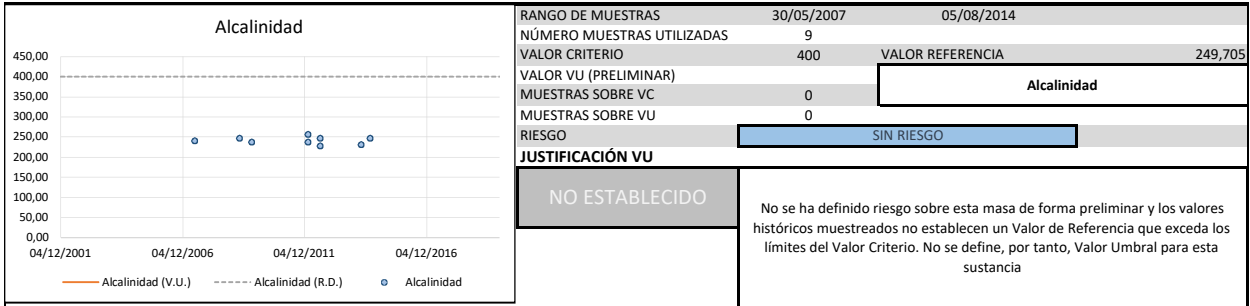 Alcalinidad
450,00
400,00
350,00
300,00
250,00
200,00
150,00
100,00
50,00
0,00
04/12/2001 04/12/2006 04/12/2011 04/12/2016
Alcalinidad (V.U.) Alcalinidad (R.D.) Alcalinidad
RANGO DE MUESTRAS 30/05/2007 05/08/2014
NÚMERO MUESTRAS UTILIZADAS 9
VALOR CRITERIO 400 VALOR REFERENCIA 249,705
VALOR VU (PRELIMINAR)
Alcalinidad
MUESTRAS SOBRE VC 0
MUESTRAS SOBRE VU 0
RIESGO SIN RIESGO
JUSTIFICACIÓN VU
NO ESTABLECIDO
No se ha definido riesgo sobre esta masa de forma preliminar y los valores
históricos muestreados no establecen un Valor de Referencia que exceda los
límites del Valor Criterio. No se define, por tanto, Valor Umbral para esta
sustancia